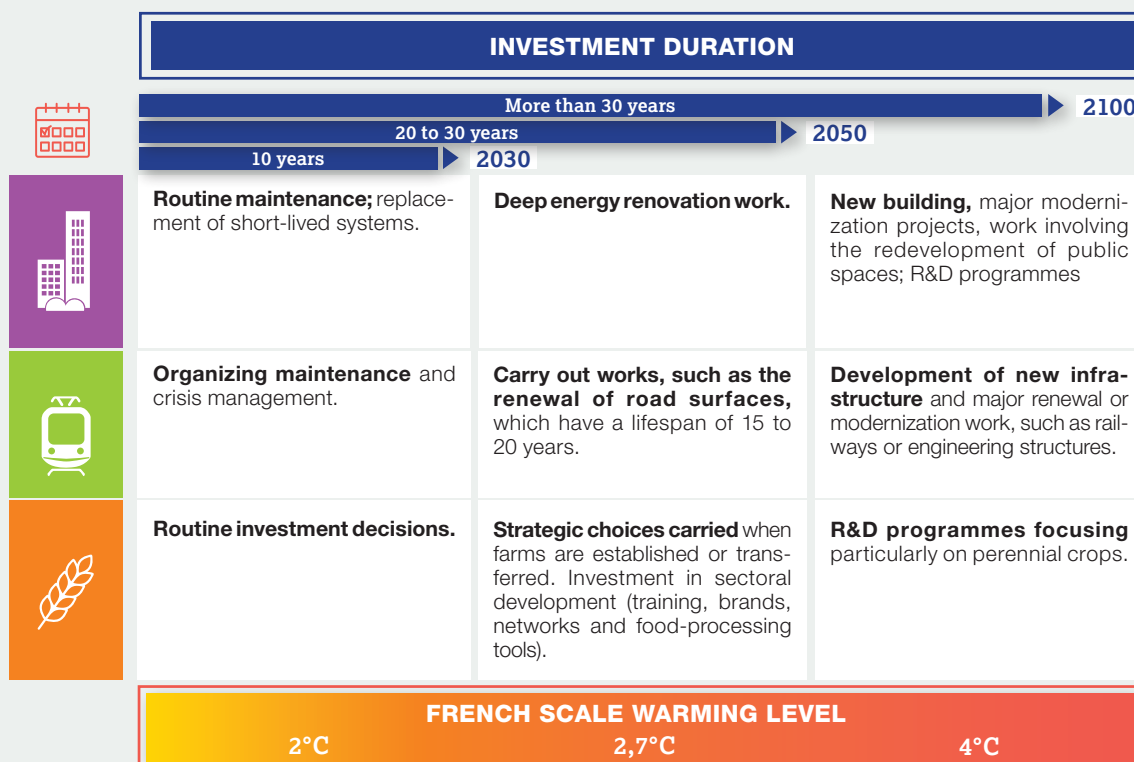 INVESTMENT DURATION
More than 30 years
2100
20 to 30 years
2050
10 years
2030
Routine maintenance; replace-
ment of short-lived systems.
Deep energy renovation work.
New building, major moderni-
zation projects, work involving
the redevelopment of public
spaces; R&D programmes
Organizing maintenance and
crisis management.
Carry out works, such as the
renewal of road surfaces,
which have a lifespan of 15 to
20 years.
Development of new infra-
structure and major renewal or
modernization work, such as rail-
ways or engineering structures.
Routine investment decisions.
Strategic choices carried when
farms are established or trans-
ferred. Investment in sectoral
development (training, brands,
networks and food-processing
tools).
R&D programmes focusing
particularly on perennial crops.
FRENCH SCALE WARMING LEVEL
2°C
2,7°C
4°C